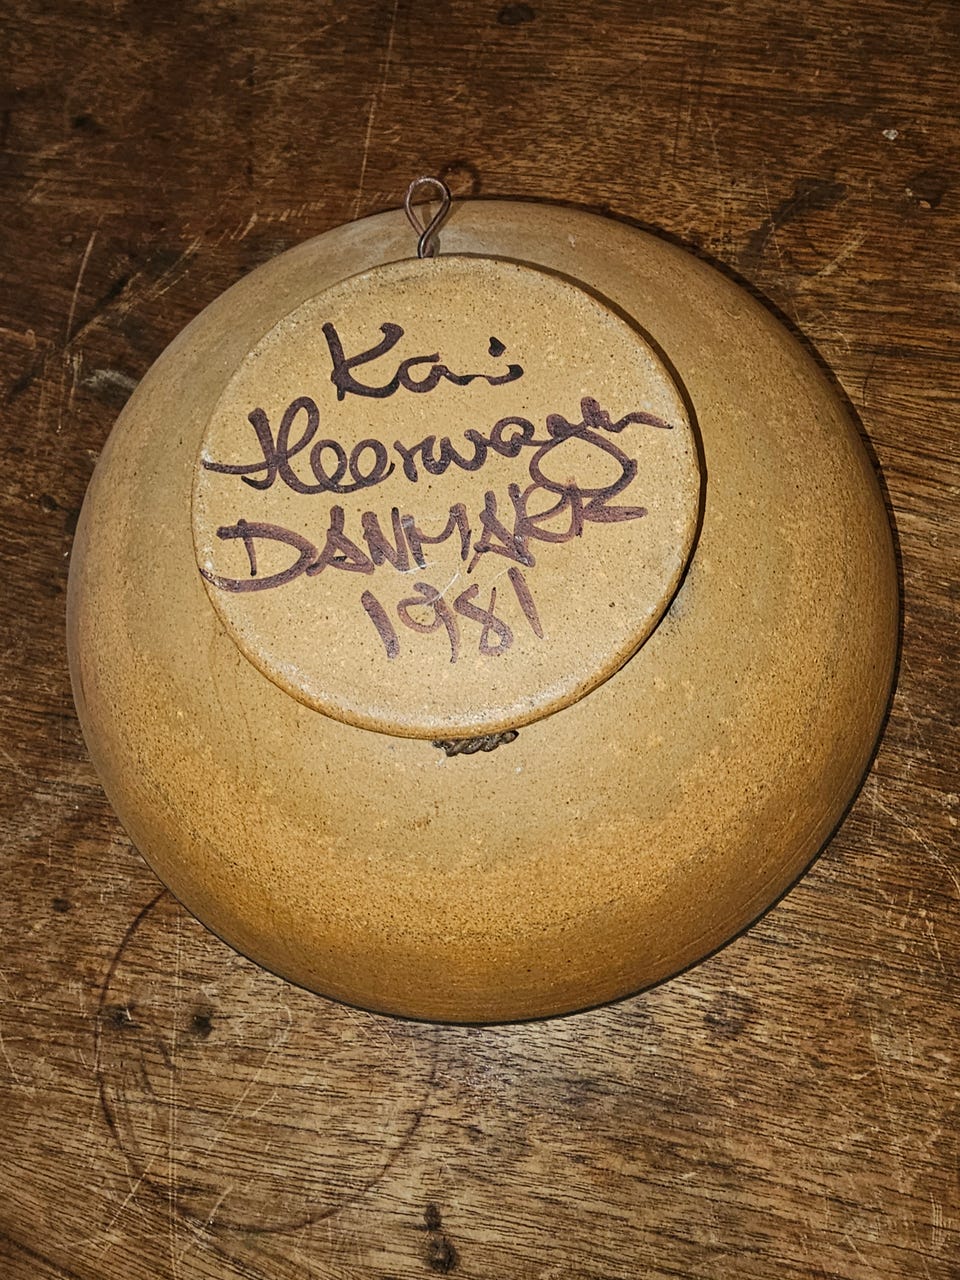 Kai
Heerwagen
DANMARK
1981